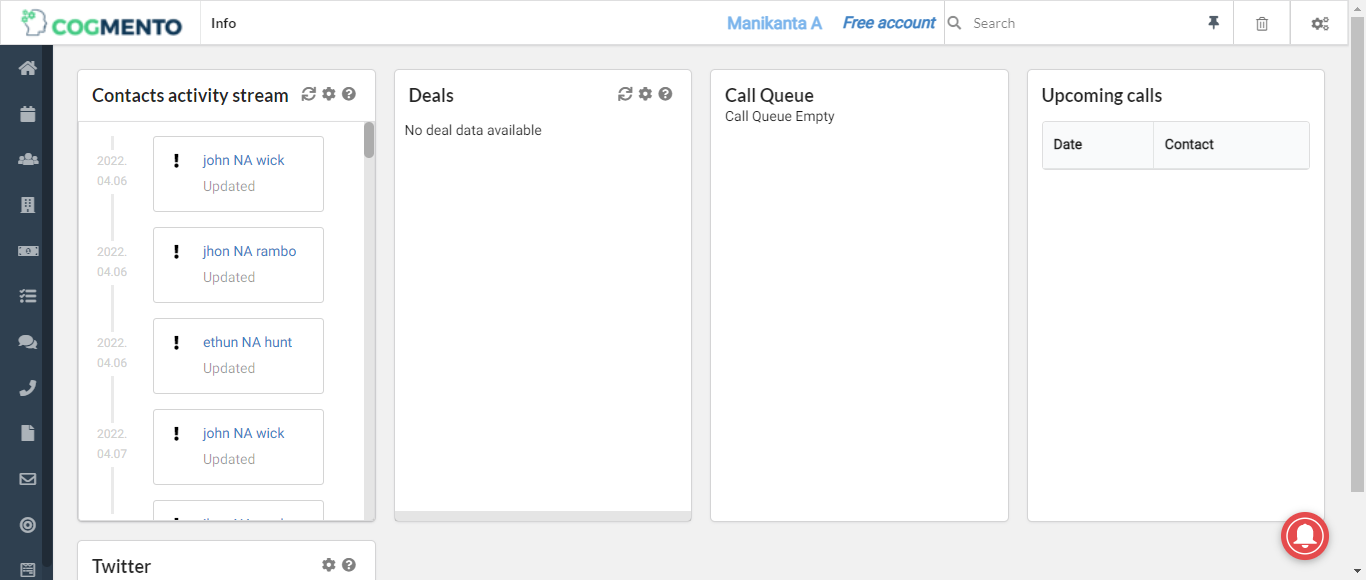 COGMENTO
Info
Manikanta A
Free account
Search
Contacts activity stream
2022.
04.06
john NA wick
Updated
2022.
04.06
jhon NA rambo
Updated
2022.
04.06
ethun NA hunt
Updated
2022.
04.07
john NA wick
Updated
Deals
No deal data available
Call Queue
Call Queue Empty
Upcoming calls
Date Contact
Twitter